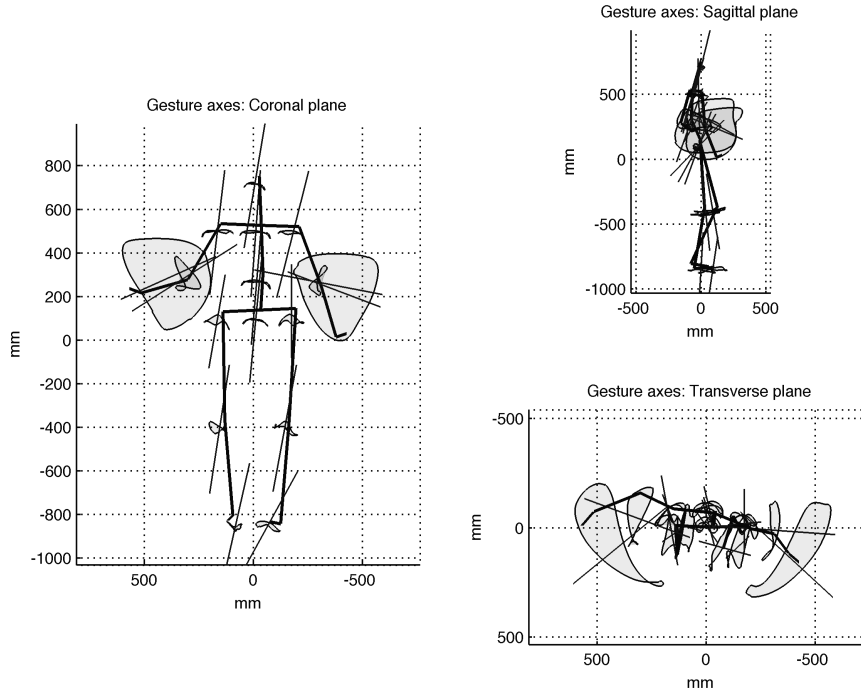 Gesture axes: Coronal plane
800
600
400
200
0
-200
-400
-600
-800
-1000
mm
500 0 -500
mm
Gesture axes: Sagittal plane
500
0
-500
-1000
mm
-500 0 500
mm
Gesture axes: Transverse plane
-500
0
500
mm
500 0 -500
mm